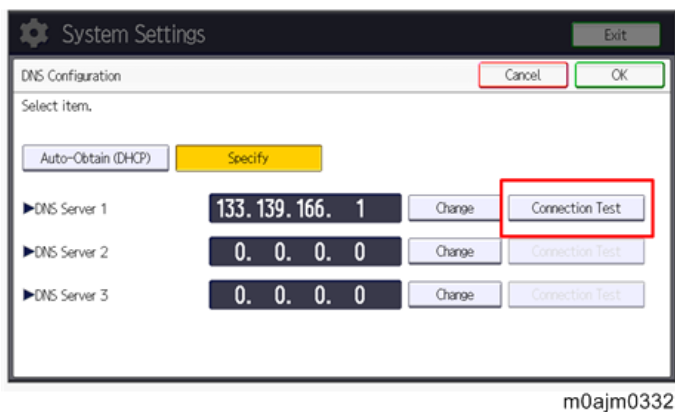 System Settings Exit
DNS Configuration Cancel OK
Select item.
Auto-Obtain (DHCP) Specify
▶DNS Server 1 133.139.166. 1 Change Connection Test
▶DNS Server 2 0. 0. 0. 0 Change Connection Test
▶DNS Server 3 0. 0. 0. 0 Change Connection Test
m0ajm0332